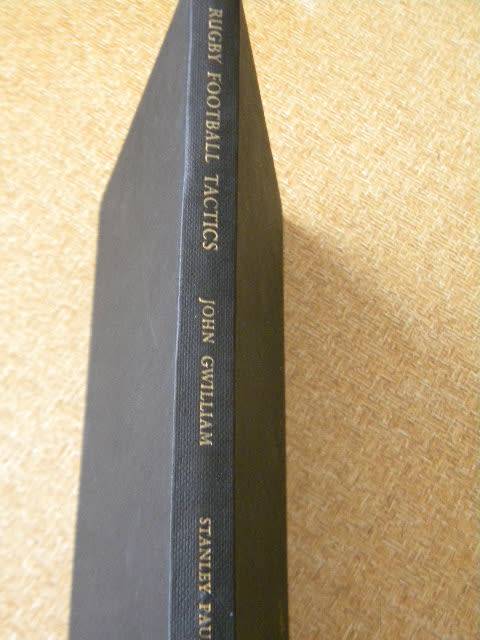 RUGBY FOOTBALL TACTICS
JOHN GWILLIAM
STANLEY PAU